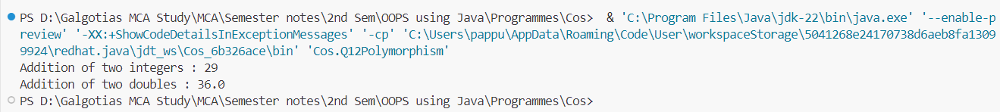 PS D:\Galgotias MCA Study\MCA\Semester notes\2nd Sem\OOPS using Java\Programmes\Cos>  & 'C:\Program Files\Java\jdk-22\bin\java.exe' '--enable-p
review' '-XX:+ShowCodeDetailsInExceptionMessages' '-cp' 'C:\Users\pappu\AppData\Roaming\Code\User\workspaceStorage\5041268e24170738d6aeb8fa1309
9924\redhat.java\jdt_ws\Cos_6b326ace\bin' 'Cos.Q12Polymorphism'
Addition of two integers : 29
Addition of two doubles : 36.0
PS D:\Galgotias MCA Study\MCA\Semester notes\2nd Sem\OOPS using Java\Programmes\Cos>